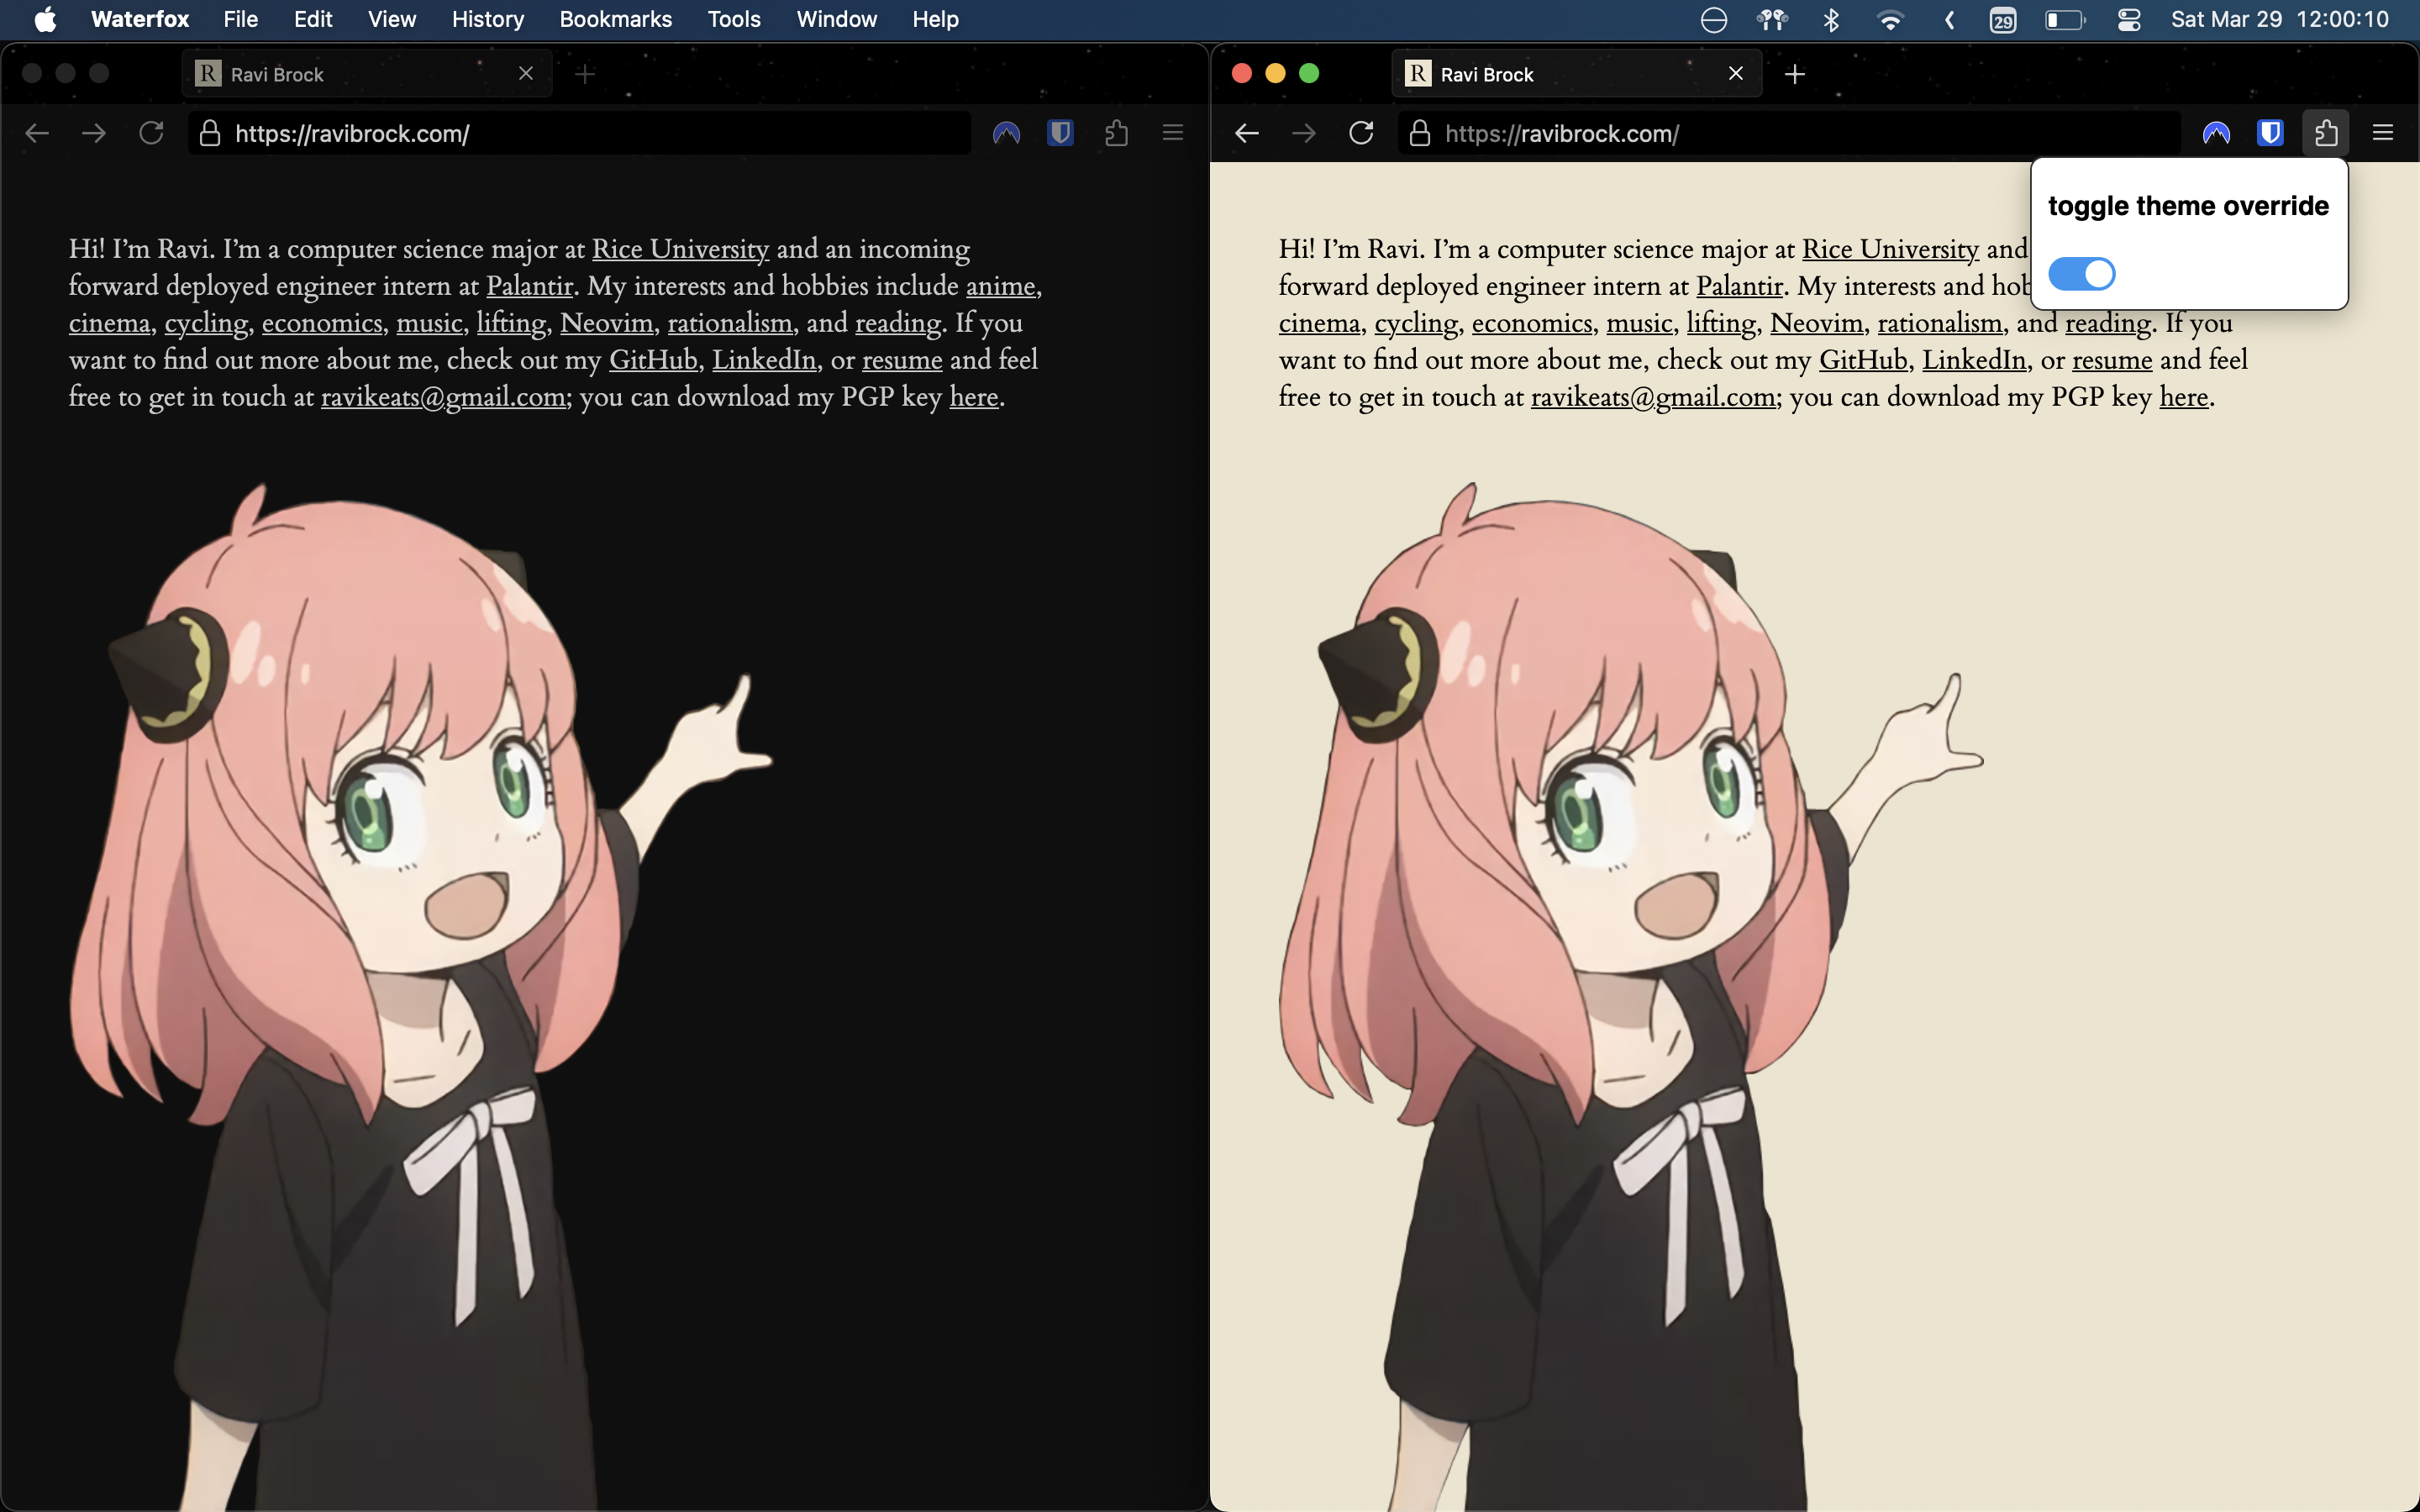 Waterfox File Edit View History Bookmarks Tools Window Help 29 Sat Mar 29 12:00:10
R Ravi Brock
https://ravibrock.com/
Hi! I’m Ravi. I’m a computer science major at Rice University and an incoming
forward deployed engineer intern at Palantir. My interests and hobbies include anime,
cinema, cycling, economics, music, lifting, Neovim, rationalism, and reading. If you
want to find out more about me, check out my GitHub, LinkedIn, or resume and feel
free to get in touch at ravikeats@gmail.com; you can download my PGP key here.
R Ravi Brock
https://ravibrock.com/
toggle theme override
Hi! I’m Ravi. I’m a computer science major at Rice University and
forward deployed engineer intern at Palantir. My interests and hob
cinema, cycling, economics, music, lifting, Neovim, rationalism, and reading. If you
want to find out more about me, check out my GitHub, LinkedIn, or resume and feel
free to get in touch at ravikeats@gmail.com; you can download my PGP key here.